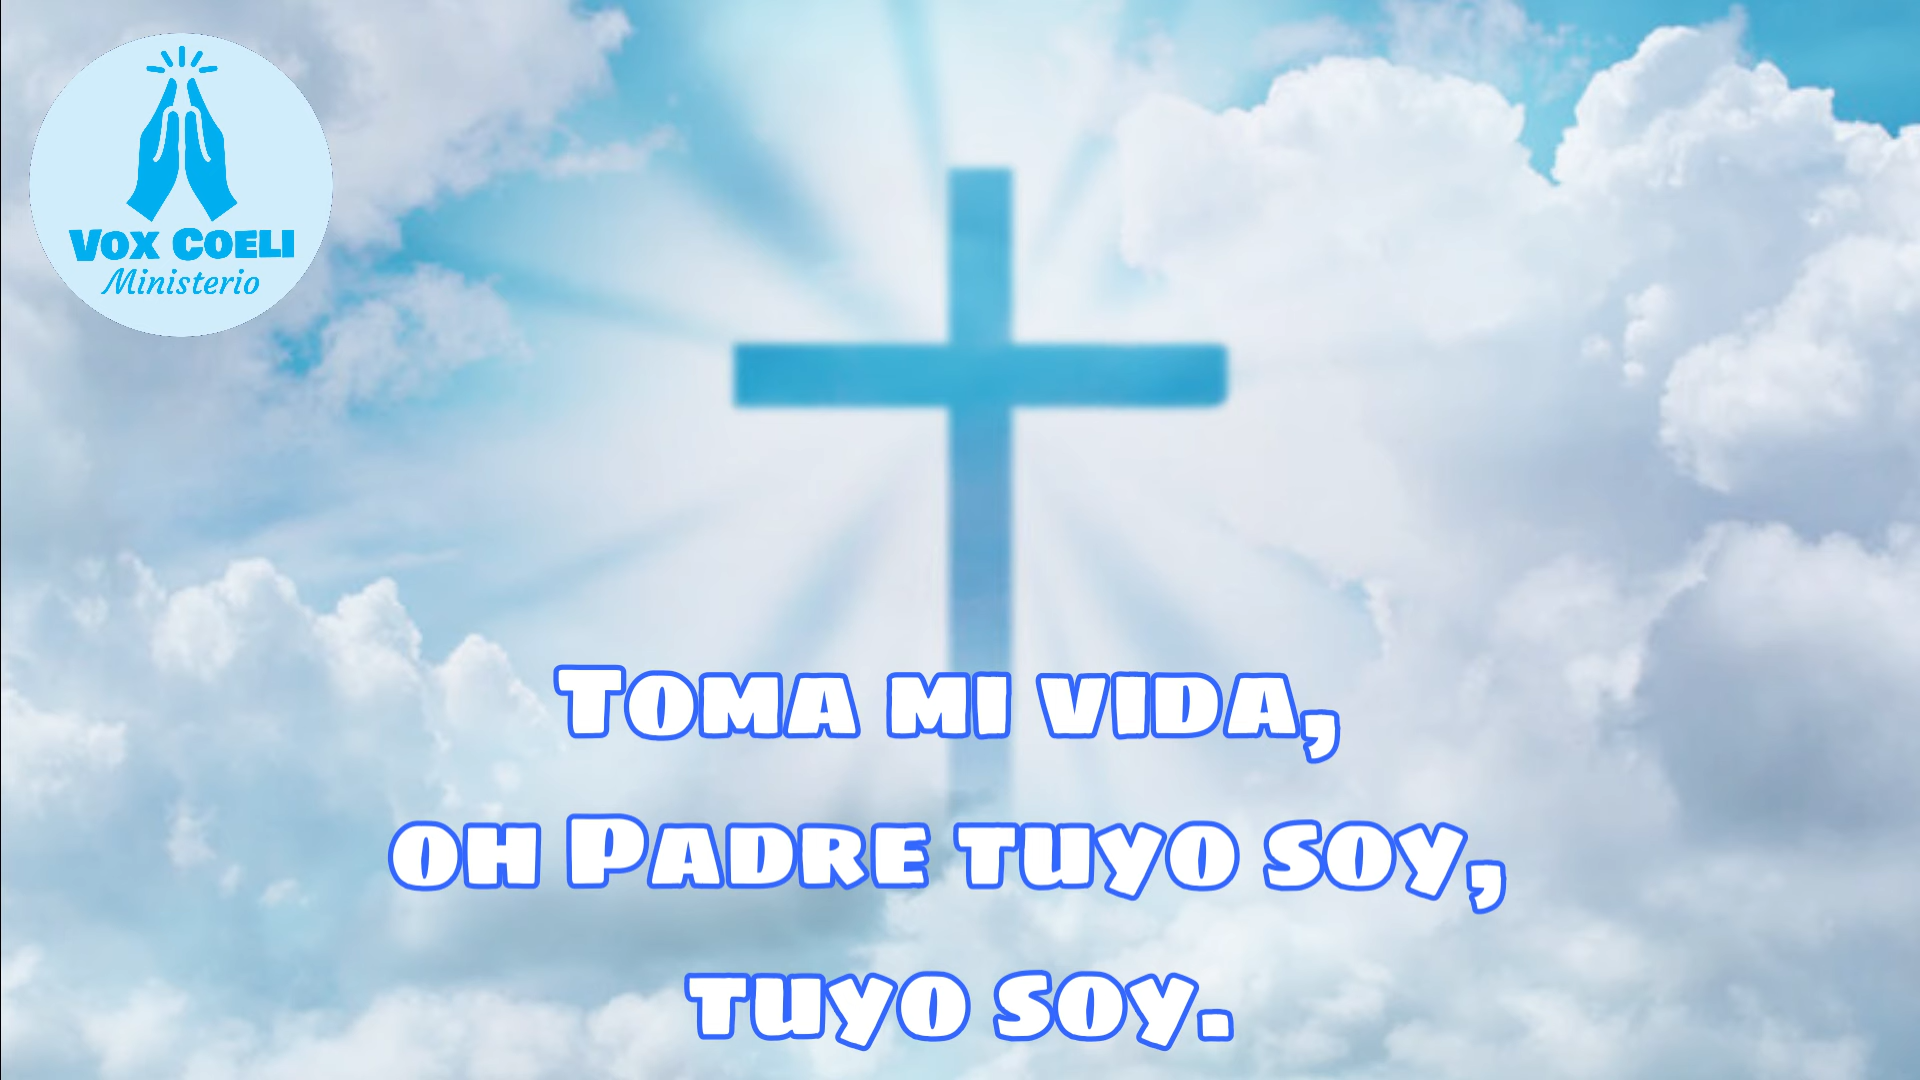 Vox Coeli
Ministerio
Toma mi vida,
oh Padre tuyo soy,
tuyo soy.